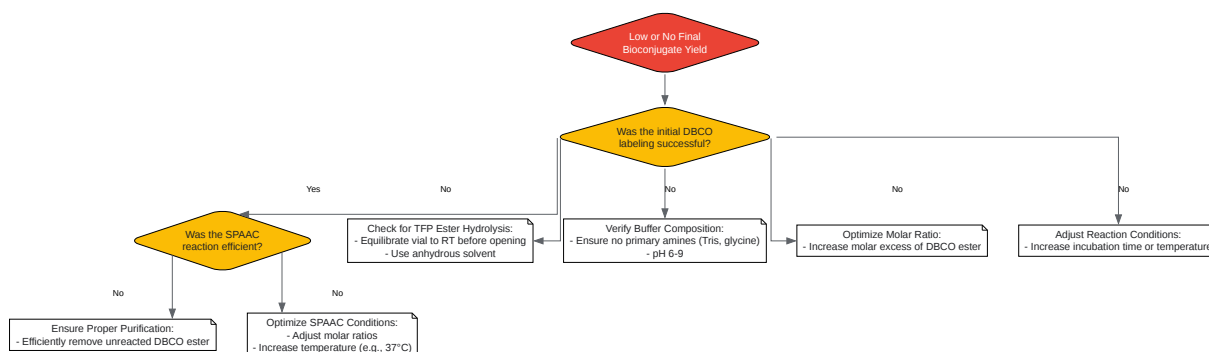 Low or No Final
Bioconjugate Yield
Was the initial DBCO
labeling successful?
Yes
No
No
No
No
Was the SPAAC
reaction efficient?
Check for TFP Ester Hydrolysis:
- Equilibrate vial to RT before opening
- Use anhydrous solvent
Verify Buffer Composition:
- Ensure no primary amines (Tris, glycine)
- pH 6-9
Optimize Molar Ratio:
- Increase molar excess of DBCO ester
Adjust Reaction Conditions:
- Increase incubation time or temperature
No
No
Ensure Proper Purification:
- Efficiently remove unreacted DBCO ester
Optimize SPAAC Conditions:
- Adjust molar ratios
- Increase temperature (e.g., 37°C)